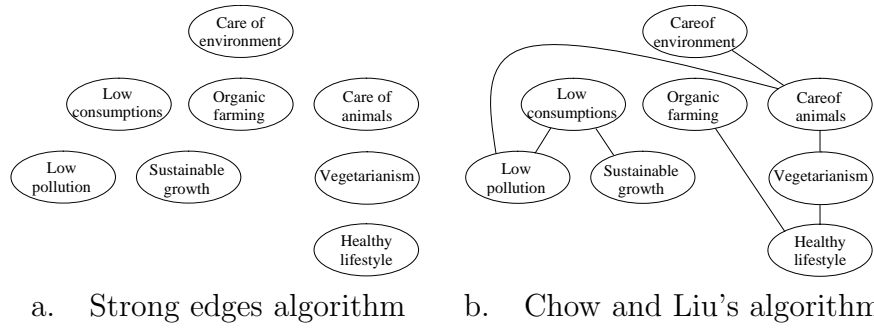 Care of
environment
Low
consumptions
Organic
farming
Care of
animals
Low
pollution
Sustainable
growth
Vegetarianism
Healthy
lifestyle
a. Strong edges algorithm
Careof
environment
Low
consumptions
Organic
farming
Careof
animals
Low
pollution
Sustainable
growth
Vegetarianism
Healthy
lifestyle
b. Chow and Liu's algorithm